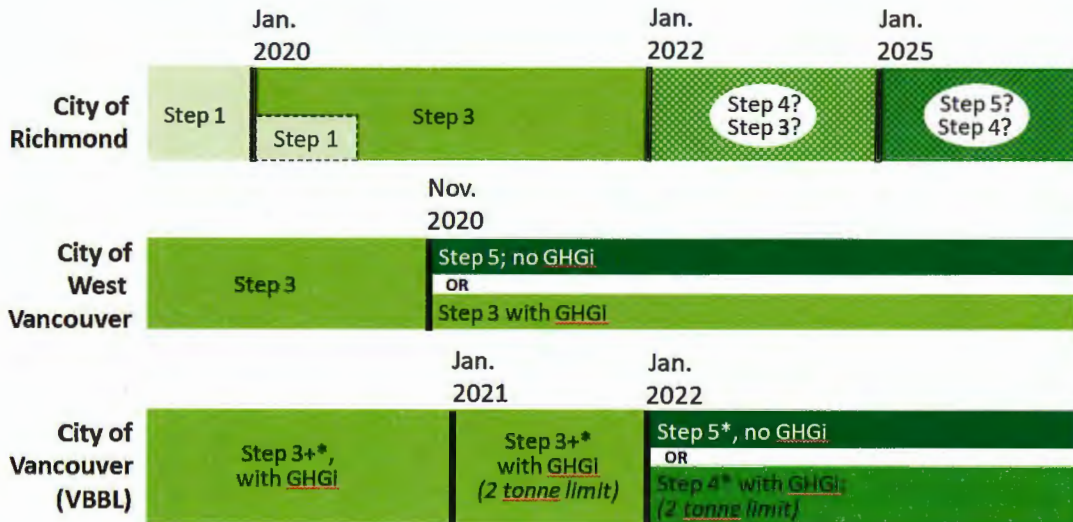 Jan.
2020
Jan.
2022
Jan.
2025
City of
Richmond
Step 1
Step 1
Step 3
Step 4?
Step 3?
Step 5?
Step 4?
Nov.
2020
City of
West
Vancouver
Step 3
Step 5; no GHGi
OR
Step 3 with GHGi
Jan.
2021
Jan.
2022
City of
Vancouver
(VBBL)
Step 3+*,
with GHGi
Step 3+*
with GHGi
(2 tonne limit)
Step 5*, no GHGi
OR
Step 4* with GHGi;
(2 tonne limit)